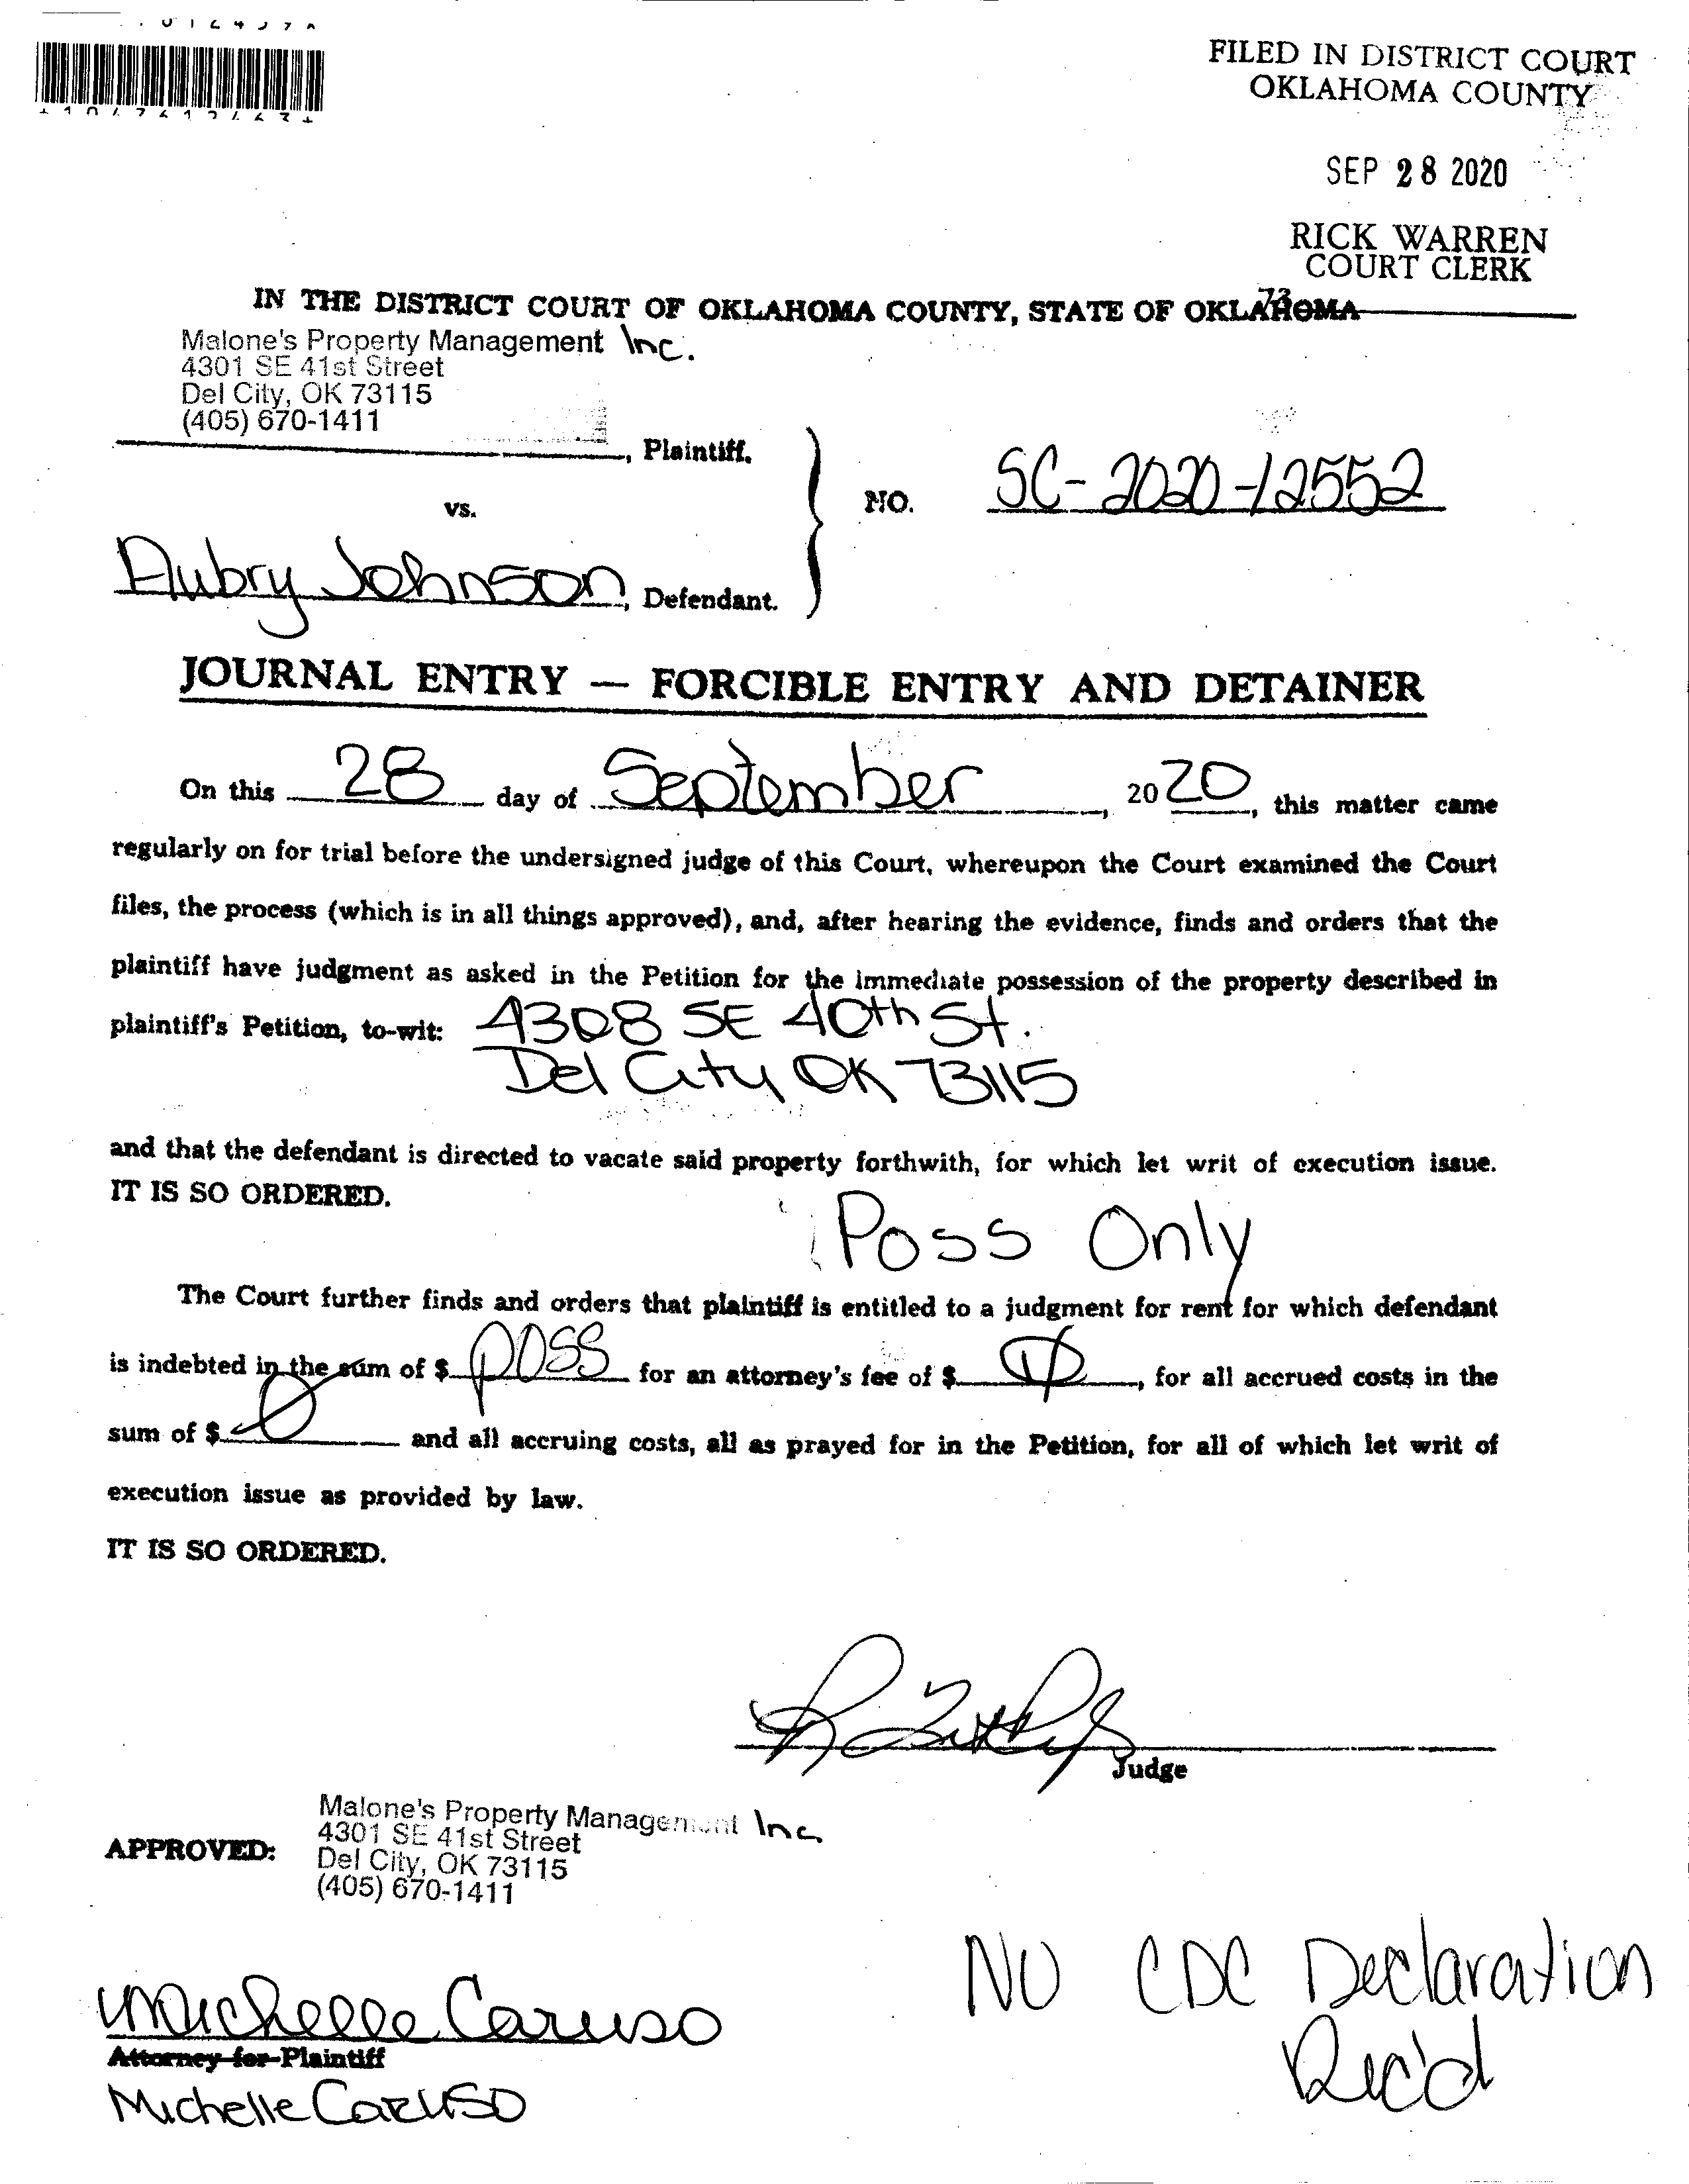 FILED IN DISTRICT COURT
OKLAHOMA COUNTY
SEP 28 2020
RICK WARREN
COURT CLERK
73
IN THE DISTRICT COURT OF OKLAHOMA COUNTY, STATE OF OKLAHOMA
Malone's Property Management Inc.
4301 SE 41st Street
Del City, OK 73115
(405) 670-1411
, Plaintiff,
vs.
NO. SC-2020-12552
Aubry Johnson, Defendant.
JOURNAL ENTRY — FORCIBLE ENTRY AND DETAINER
On this 28 day of September, 2020, this matter came
regularly on for trial before the undersigned judge of this Court, whereupon the Court examined the Court
files, the process (which is in all things approved), and, after hearing the evidence, finds and orders that the
plaintiff have judgment as asked in the Petition for the immediate possession of the property described in
plaintiff's Petition, to-wit: 4308 SE 40th St.
Del City OK 73115
and that the defendant is directed to vacate said property forthwith, for which let writ of execution issue.
IT IS SO ORDERED.
Poss Only
The Court further finds and orders that plaintiff is entitled to a judgment for rent for which defendant
is indebted in the sum of $ poss for an attorney's fee of $ 0, for all accrued costs in the
sum of $ 0 and all accruing costs, all as prayed for in the Petition, for all of which let writ of
execution issue as provided by law.
IT IS SO ORDERED.
Judge
Malone's Property Management Inc
4301 SE 41st Street
APPROVED:
Del City, OK 73115
(405) 670-1411
NO CDC Declaration
Rec'd
Michelle Caruso
Attorney for Plaintiff
Michelle Caruso